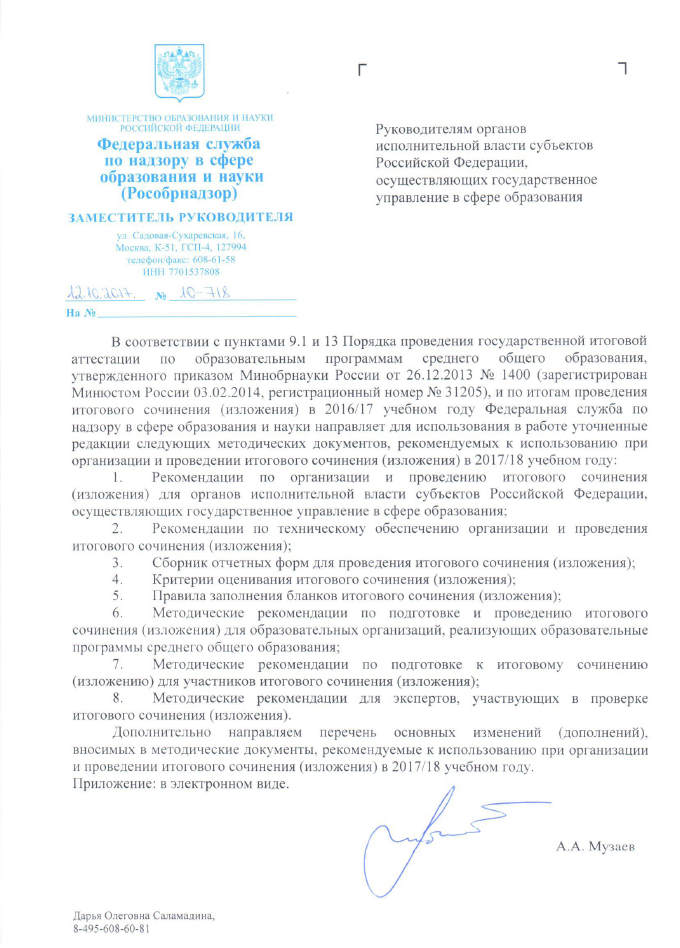 МИНИСТЕРСТВО ОБРАЗОВАНИЯ И НАУКИ
РОССИЙСКОЙ ФЕДЕРАЦИИ
Федеральная служба
по надзору в сфере
образования и науки
(Рособрнадзор)
ЗАМЕСТИТЕЛЬ РУКОВОДИТЕЛЯ
ул. Садовая-Сухаревская, 16,
Москва, К-51, ГСП-4, 127994
телефон/факс: 608-61-58
ИНН 7701537808
12.10.2017. № 10-718
На №
Руководителям органов
исполнительной власти субъектов
Российской Федерации,
осуществляющих государственное
управление в сфере образования
В соответствии с пунктами 9.1 и 13 Порядка проведения государственной итоговой
аттестации по образовательным программам среднего общего образования,
утвержденного приказом Минобрнауки России от 26.12.2013 № 1400 (зарегистрирован
Минюстом России 03.02.2014, регистрационный номер № 31205), и по итогам проведения
итогового сочинения (изложения) в 2016/17 учебном году Федеральная служба по
надзору в сфере образования и науки направляет для использования в работе уточненные
редакции следующих методических документов, рекомендуемых к использованию при
организации и проведении итогового сочинения (изложения) в 2017/18 учебном году:
1. Рекомендации по организации и проведению итогового сочинения
(изложения) для органов исполнительной власти субъектов Российской Федерации,
осуществляющих государственное управление в сфере образования;
2. Рекомендации по техническому обеспечению организации и проведения
итогового сочинения (изложения);
3. Сборник отчетных форм для проведения итогового сочинения (изложения);
4. Критерии оценивания итогового сочинения (изложения);
5. Правила заполнения бланков итогового сочинения (изложения);
6. Методические рекомендации по подготовке и проведению итогового
сочинения (изложения) для образовательных организаций, реализующих образовательные
программы среднего общего образования;
7. Методические рекомендации по подготовке к итоговому сочинению
(изложению) для участников итогового сочинения (изложения);
8. Методические рекомендации для экспертов, участвующих в проверке
итогового сочинения (изложения).
Дополнительно направляем перечень основных изменений (дополнений),
вносимых в методические документы, рекомендуемые к использованию при организации
и проведении итогового сочинения (изложения) в 2017/18 учебном году.
Приложение: в электронном виде.
А.А. Музаев
Дарья Олеговна Саламадина,
8-495-608-60-81